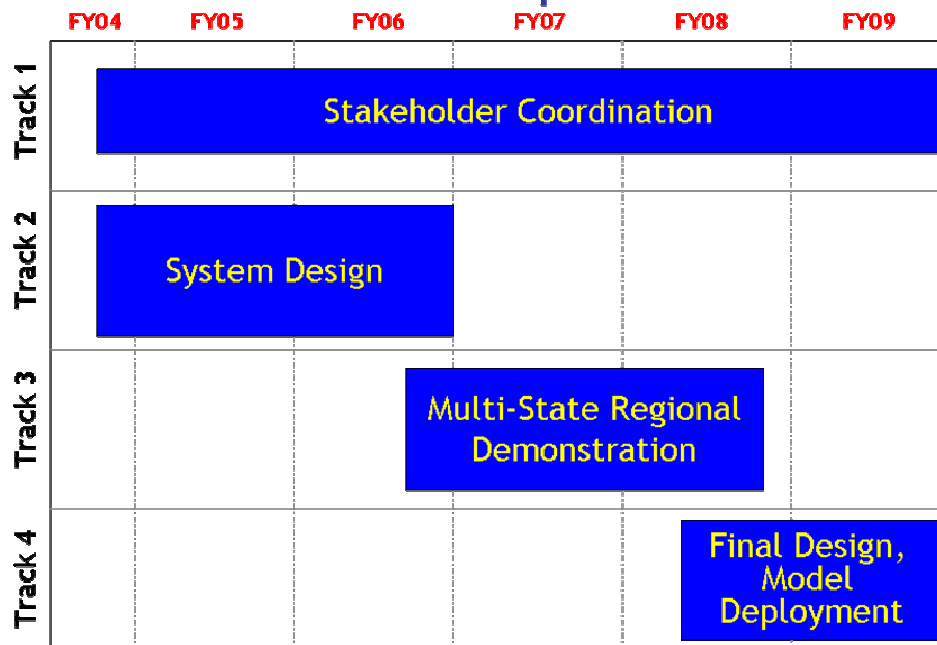 FY04 FY05 FY06 FY07 FY08 FY09
Track 1
Stakeholder Coordination
Track 2
System Design
Track 3
Multi-State Regional
Demonstration
Track 4
Final Design,
Model
Deployment